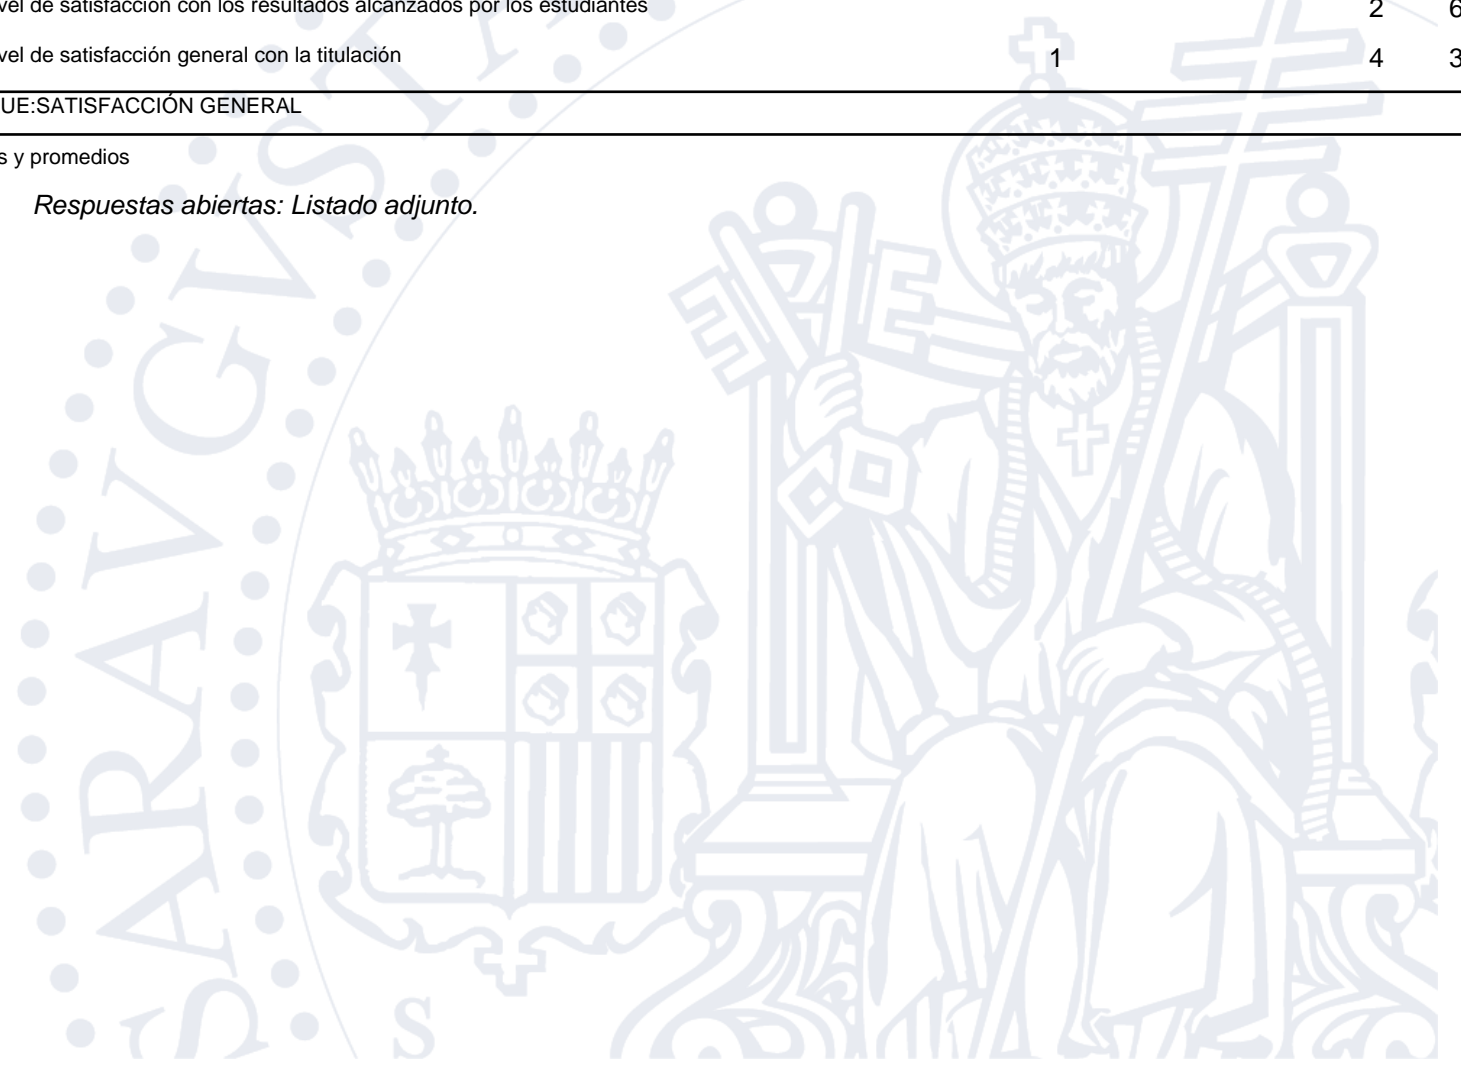 vel de satisfacción con los resultados alcanzados por los estudiantes 2 6
vel de satisfacción general con la titulación 1 4 3
UE:SATISFACCIÓN GENERAL
s y promedios
Respuestas abiertas: Listado adjunto.
SARAVGVSTA
S